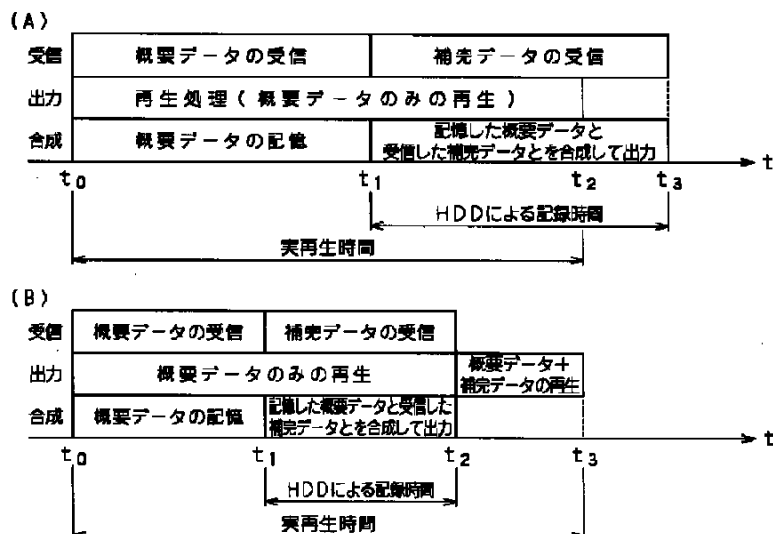 (A)
受信 概要データの受信 補完データの受信
出力 再生処理(概要データのみの再生)
合成 概要データの記憶 記憶した概要データと
受信した補完データとを合成して出力
t0 t1 t2 t3 t
HDDによる記録時間
実再生時間
(B)
受信 概要データの受信 補完データの受信
出力 概要データのみの再生 概要データ+
補完データの再生
合成 概要データの記憶 記憶した概要データと受信した
補完データとを合成して出力
t0 t1 t2 t3 t
HDDによる記録時間
実再生時間